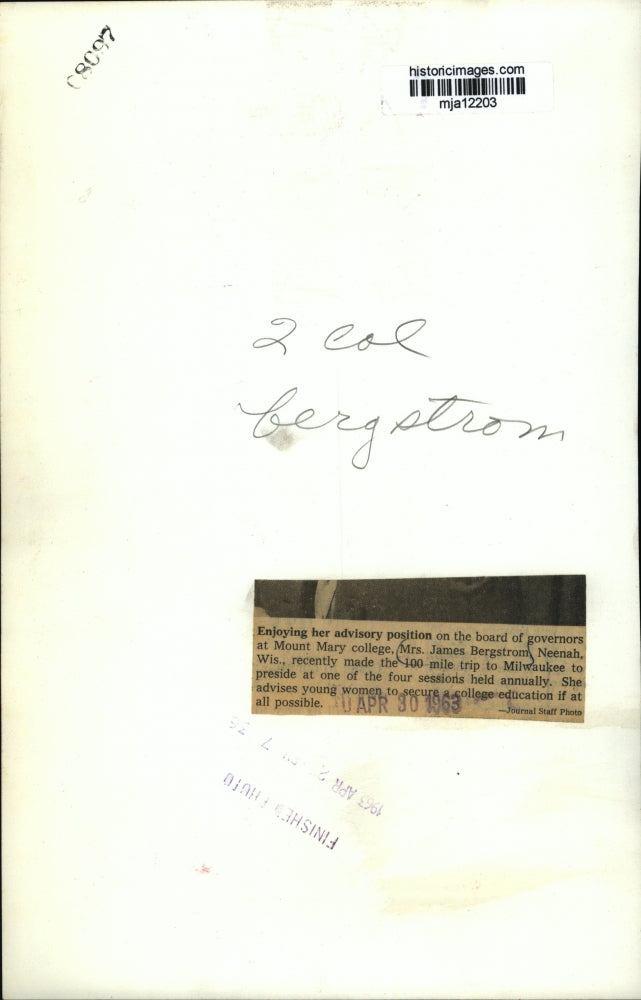 C8C97
historicimages.com
mja12203
2 col
bergstrom
Enjoying her advisory position on the board of governors
at Mount Mary college, Mrs. James Bergstrom, Neenah,
Wis., recently made the 100 mile trip to Milwaukee to
preside at one of the four sessions held annually. She
advises young women to secure a college education if at
all possible.
APR 30 1963
—Journal Staff Photo
1963 APR 2
FINISHED PHOTO